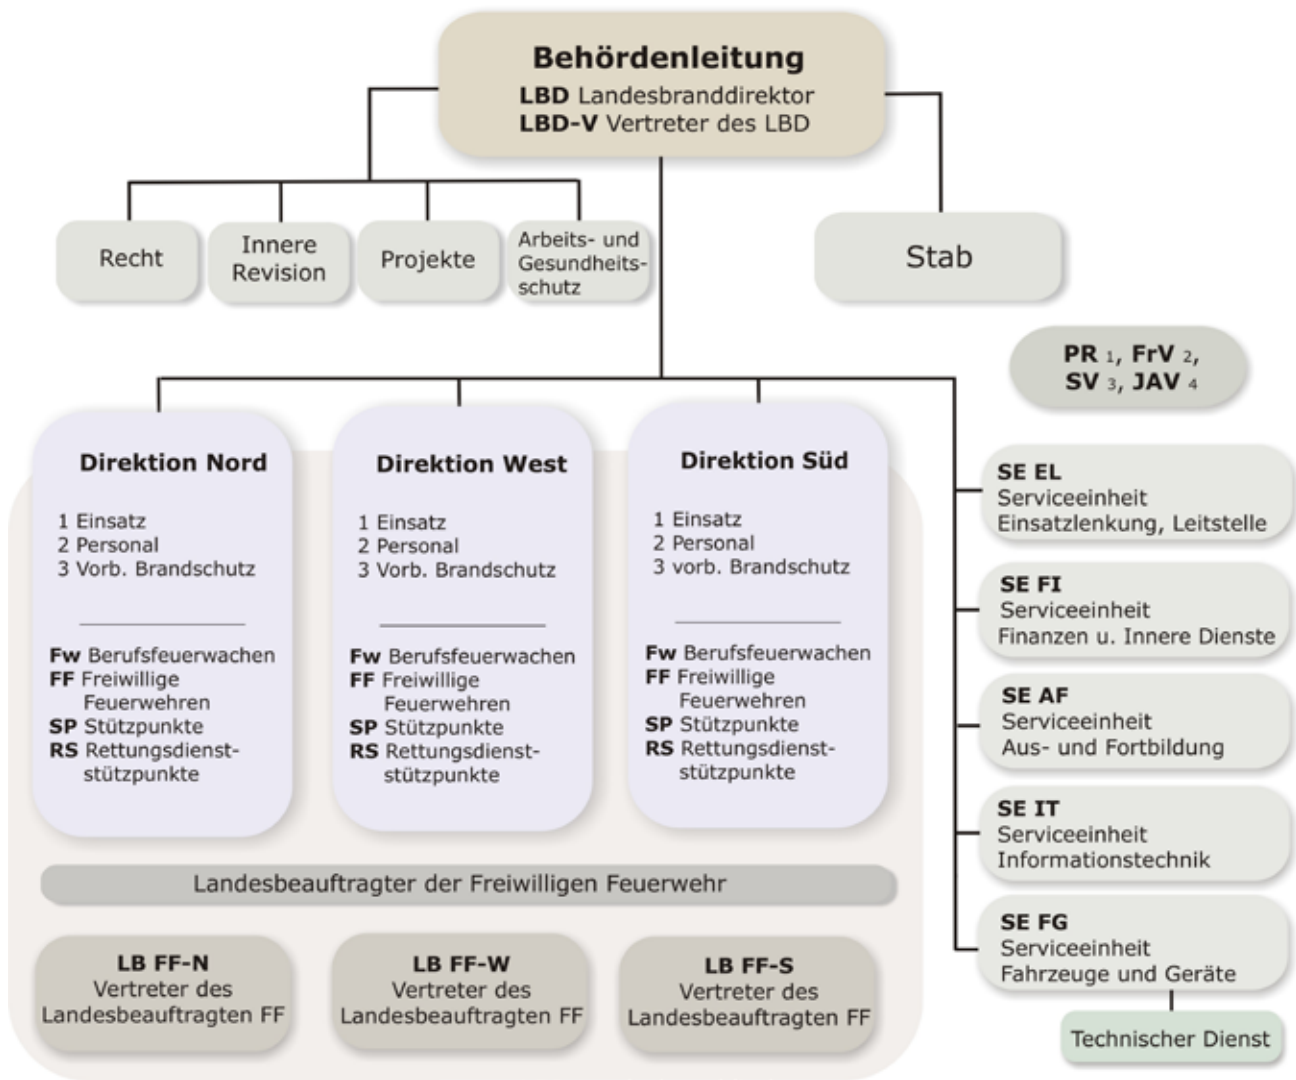 Behördenleitung
LBD Landesbranddirektor
LBD-V Vertreter des LBD
Recht
Innere
Revision
Projekte
Arbeits- und
Gesundheits-
schutz
Stab
PR 1, FrV 2,
SV 3, JAV 4
Direktion Nord
1 Einsatz
2 Personal
3 Vorb. Brandschutz
Fw Berufsfeuerwachen
FF Freiwillige
Feuerwehren
SP Stützpunkte
RS Rettungsdienst-
stützpunkte
Direktion West
1 Einsatz
2 Personal
3 Vorb. Brandschutz
Fw Berufsfeuerwachen
FF Freiwillige
Feuerwehren
SP Stützpunkte
RS Rettungsdienst-
stützpunkte
Direktion Süd
1 Einsatz
2 Personal
3 vorb. Brandschutz
Fw Berufsfeuerwachen
FF Freiwillige
Feuerwehren
SP Stützpunkte
RS Rettungsdienst-
stützpunkte
SE EL
Serviceeinheit
Einsatzlenkung, Leitstelle
SE FI
Serviceeinheit
Finanzen u. Innere Dienste
SE AF
Serviceeinheit
Aus- und Fortbildung
SE IT
Serviceeinheit
Informationstechnik
SE FG
Serviceeinheit
Fahrzeuge und Geräte
Technischer Dienst
Landesbeauftragter der Freiwilligen Feuerwehr
LB FF-N
Vertreter des
Landesbeauftragten FF
LB FF-W
Vertreter des
Landesbeauftragten FF
LB FF-S
Vertreter des
Landesbeauftragten FF